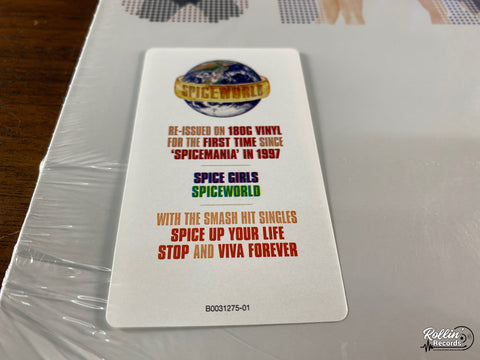 SPICEWORLD
RE-ISSUED ON 180G VINYL
FOR THE FIRST TIME SINCE
'SPICEMANIA' IN 1997
SPICE GIRLS
SPICEWORLD
WITH THE SMASH HIT SINGLES
SPICE UP YOUR LIFE
STOP AND VIVA FOREVER
B0031275-01
Rollin'
Records